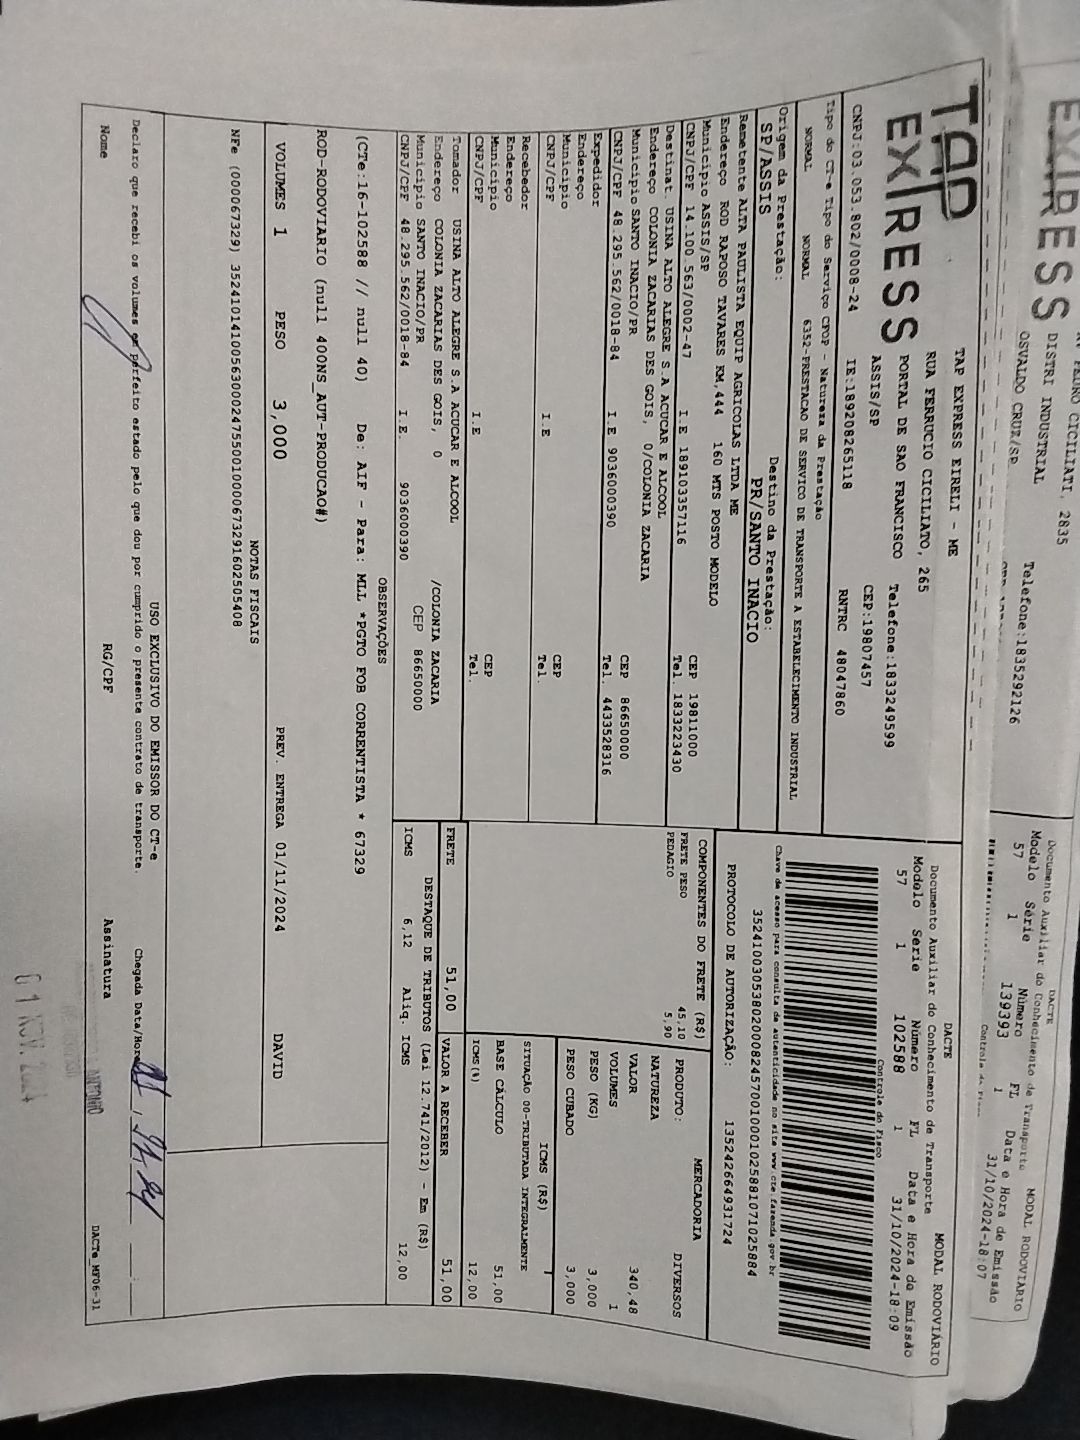 EXPRESS
DISTRI INDUSTRIAL
OSVALDO CRUZ/SP
Telefone:1835292126
DACTE
Documento Auxiliar do Conhecimento de Transporte
MODAL RODOVIÁRIO
Modelo Série Número FL Data e Hora de Emissão
57 1 139393 1 31/10/2024-18:07
TAP EXPRESS
TAP EXPRESS EIRELI - ME
RUA FERRUCIO CICILIATO, 265
PORTAL DE SAO FRANCISCO Telefone:1833249599
ASSIS/SP CEP:19807457
CNPJ:03.053.802/0008-24 IE:189208265118 RNTRC 48047860
DACTE
Documento Auxiliar do Conhecimento de Transporte
MODAL RODOVIÁRIO
Modelo Serie Número FL Data e Hora de Emissão
57 1 102588 1 31/10/2024-18:09
Controle do Fisco
Chave de acesso para consulta de autenticidade no site www.cte.fazenda.gov.br
35241003053802000824570010001025881071025884
PROTOCOLO DE AUTORIZAÇÃO: 135242664931724
Tipo do CT-e Tipo do Serviço CFOP - Natureza da Prestação
NORMAL NORMAL 6352-PRESTACAO DE SERVICO DE TRANSPORTE A ESTABELECIMENTO INDUSTRIAL
Origem da Prestação: Destino da Prestação:
SP/ASSIS PR/SANTO INACIO
Remetente ALTA PAULISTA EQUIP AGRICOLAS LTDA ME
Endereço ROD RAPOSO TAVARES KM,444 160 MTS POSTO MODELO
Município ASSIS/SP CEP 19811000
CNPJ/CPF 14.100.563/0002-47 I.E 189103357116 Tel. 1833223430
Destinat. USINA ALTO ALEGRE S.A ACUCAR E ALCOOL
Endereço COLONIA ZACARIAS DES GOIS, 0/COLONIA ZACARIA
Município SANTO INACIO/PR CEP 86650000
CNPJ/CPF 48.295.562/0018-84 I.E 9036000390 Tel. 4433528316
Expedidor
Endereço
Município CEP
CNPJ/CPF I.E Tel.
Recebedor
Endereço
Município CEP
CNPJ/CPF I.E Tel.
Tomador USINA ALTO ALEGRE S.A ACUCAR E ALCOOL
Endereço COLONIA ZACARIAS DES GOIS, 0 /COLONIA ZACARIA
Município SANTO INACIO/PR CEP 86650000
CNPJ/CPF 48.295.562/0018-84 I.E. 9036000390
COMPONENTES DO FRETE (R$)
FRETE PESO 45,10
PEDAGIO 5,90
MERCADORIA
PRODUTO: DIVERSOS
NATUREZA
VALOR 340,48
VOLUMES 1
PESO (KG) 3,000
PESO CUBADO 3,000
ICMS (R$)
SITUAÇÃO 00-TRIBUTADA INTEGRALMENTE
BASE CÁLCULO 51,00
ICMS(%) 12,00
FRETE 51,00 VALOR A RECEBER 51,00
DESTAQUE DE TRIBUTOS (Lei 12.741/2012) - Em (R$)
ICMS 6,12 Aliq. ICMS 12,00
OBSERVAÇÕES
(CTe:16-102588 // null 40) De: AIF - Para: MLL *PGTO FOB CORRENTISTA * 67329
ROD-RODOVIARIO (null 400NS_AUT-PRODUCAO#)
VOLUMES 1 PESO 3,000 PREV. ENTREGA 01/11/2024 DAVID
NOTAS FISCAIS
NFe (000067329) 35241014100563000247550010000673291602505408
USO EXCLUSIVO DO EMISSOR DO CT-e
Declaro que recebi os volumes em perfeito estado pelo que dou por cumprido o presente contrato de transporte. Chegada Data/Hora
Nome RG/CPF Assinatura
ANTONIO
01 NOV. 2024
DACTe_MF06-31